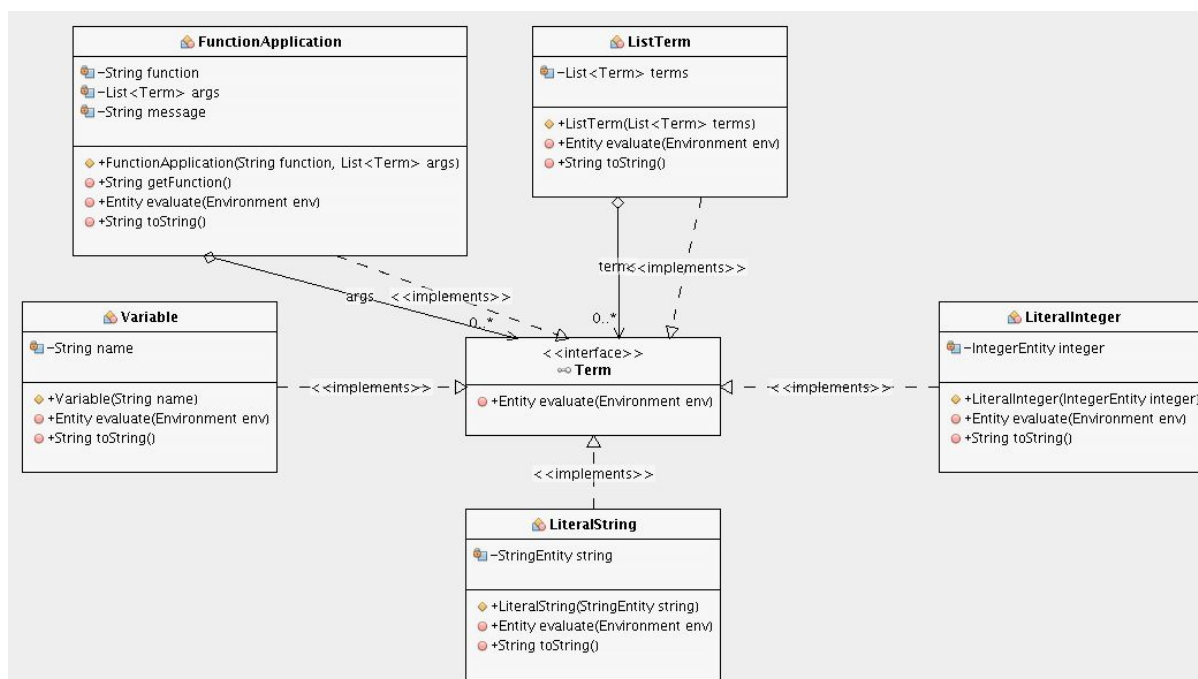 FunctionApplication
-String function
-List<Term> args
-String message
+FunctionApplication(String function, List<Term> args)
+String getFunction()
+Entity evaluate(Environment env)
+String toString()
ListTerm
-List<Term> terms
+ListTerm(List<Term> terms)
+Entity evaluate(Environment env)
+String toString()
args
<<implements>>
0..*
terms
<<implements>>
0..*
Variable
-String name
+Variable(String name)
+Entity evaluate(Environment env)
+String toString()
<<implements>>
<<interface>>
Term
+Entity evaluate(Environment env)
<<implements>>
LiteralInteger
-IntegerEntity integer
+LiteralInteger(IntegerEntity integer)
+Entity evaluate(Environment env)
+String toString()
<<implements>>
LiteralString
-StringEntity string
+LiteralString(StringEntity string)
+Entity evaluate(Environment env)
+String toString()